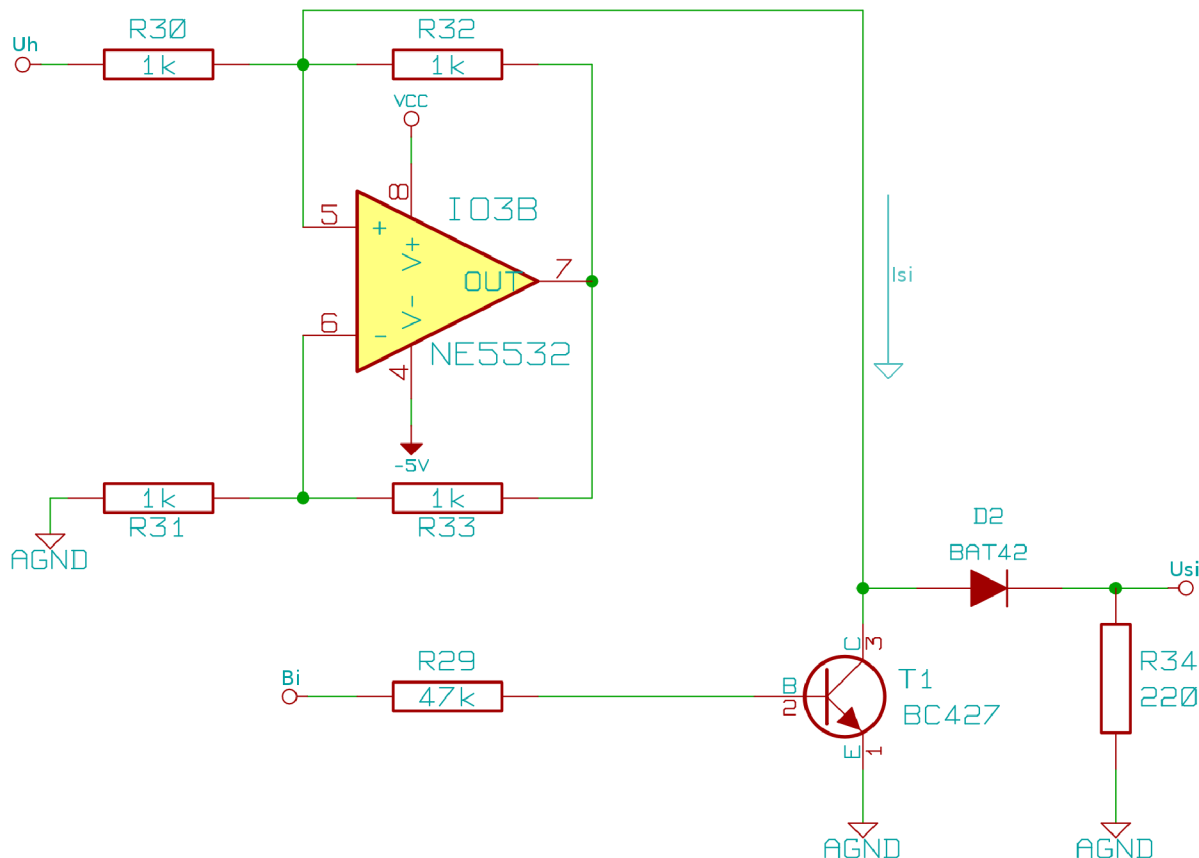 R30
R32
Uh
1k
1k
VCC
8
5
+
V+
IO3B
OUT
7
6
-
V-
NE5532
4
-5V
Isi
1k
1k
R31
R33
AGND
D2
BAT42
Usi
R29
Bi
47k
B
2
C
3
T1
BC427
E
1
R34
220
AGND
AGND